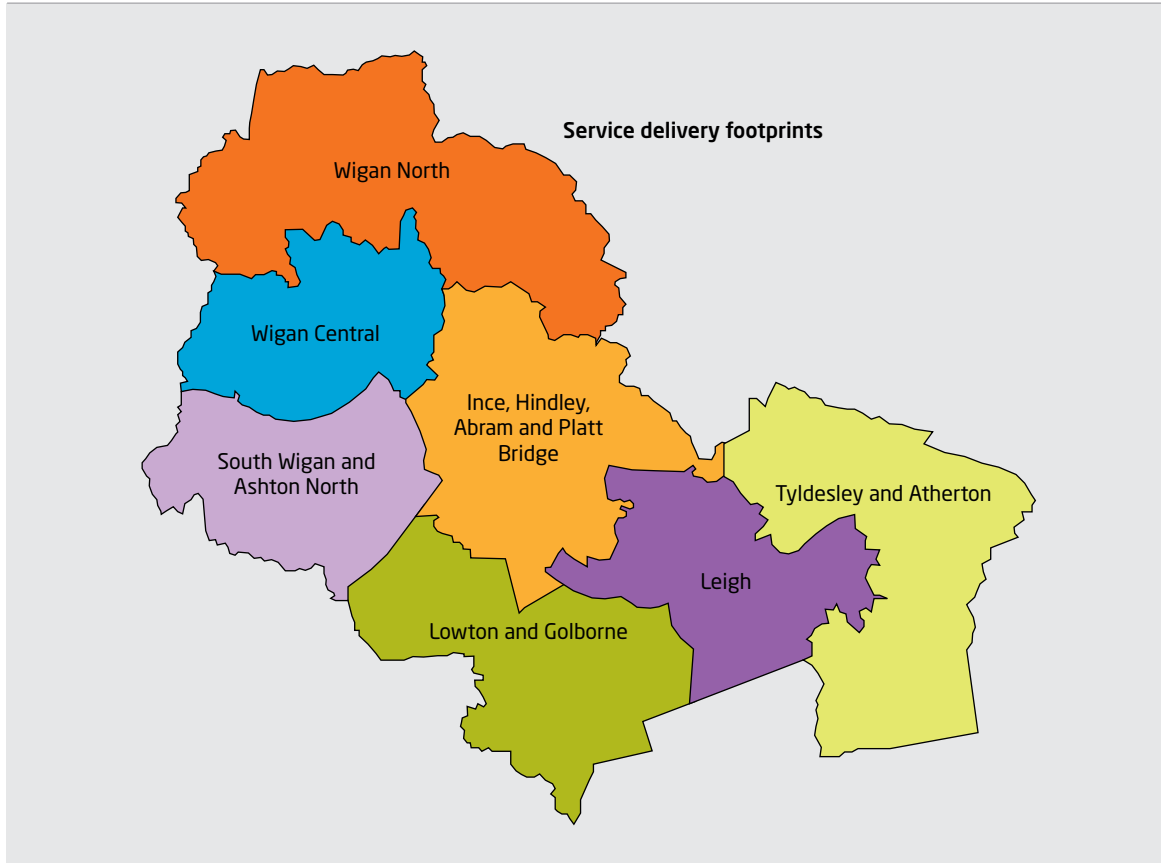 Service delivery footprints
Wigan North
Wigan Central
Ince, Hindley,
Abram and Platt
Bridge
South Wigan and
Ashton North
Tyldesley and Atherton
Leigh
Lowton and Golborne